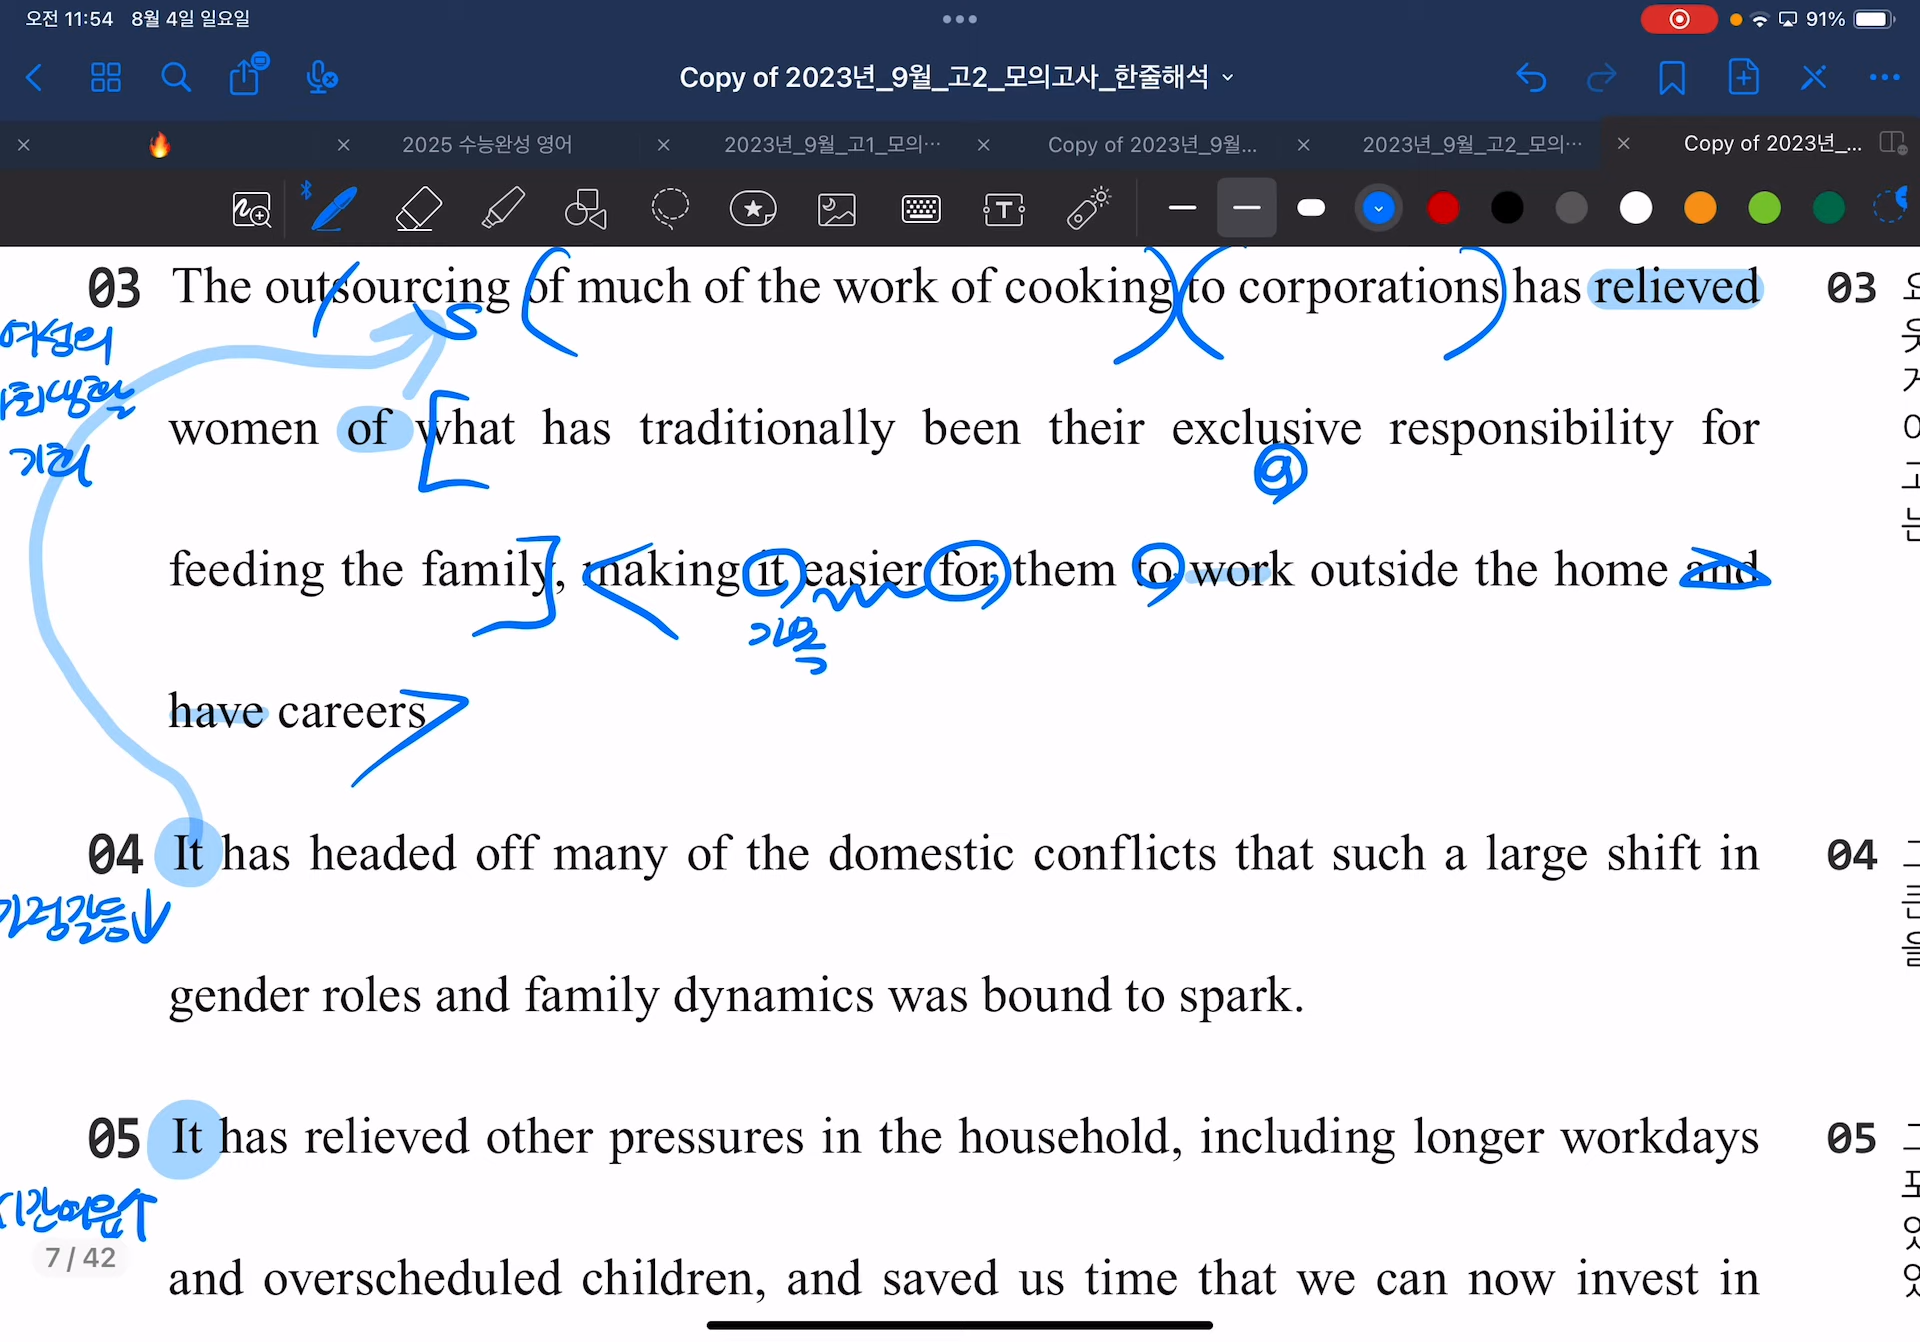 오전 11:54 8월 4일 일요일
91%
Copy of 2023년_9월_고2_모의고사_한줄해석
2025 수능완성 영어
2023년_9월_고1_모의…
Copy of 2023년_9월...
2023년_9월_고2_모의…
Copy of 2023년_...
03 The outsourcing of much of the work of cooking to corporations has relieved
03
S
여성의
사회생활
기회
women of what has traditionally been their exclusive responsibility for
feeding the family, making it easier for them to work outside the home and
have careers
04 It has headed off many of the domestic conflicts that such a large shift in
04
가정갈등↓
gender roles and family dynamics was bound to spark.
05 It has relieved other pressures in the household, including longer workdays
05
시간여유↑
7 / 42
and overscheduled children, and saved us time that we can now invest in